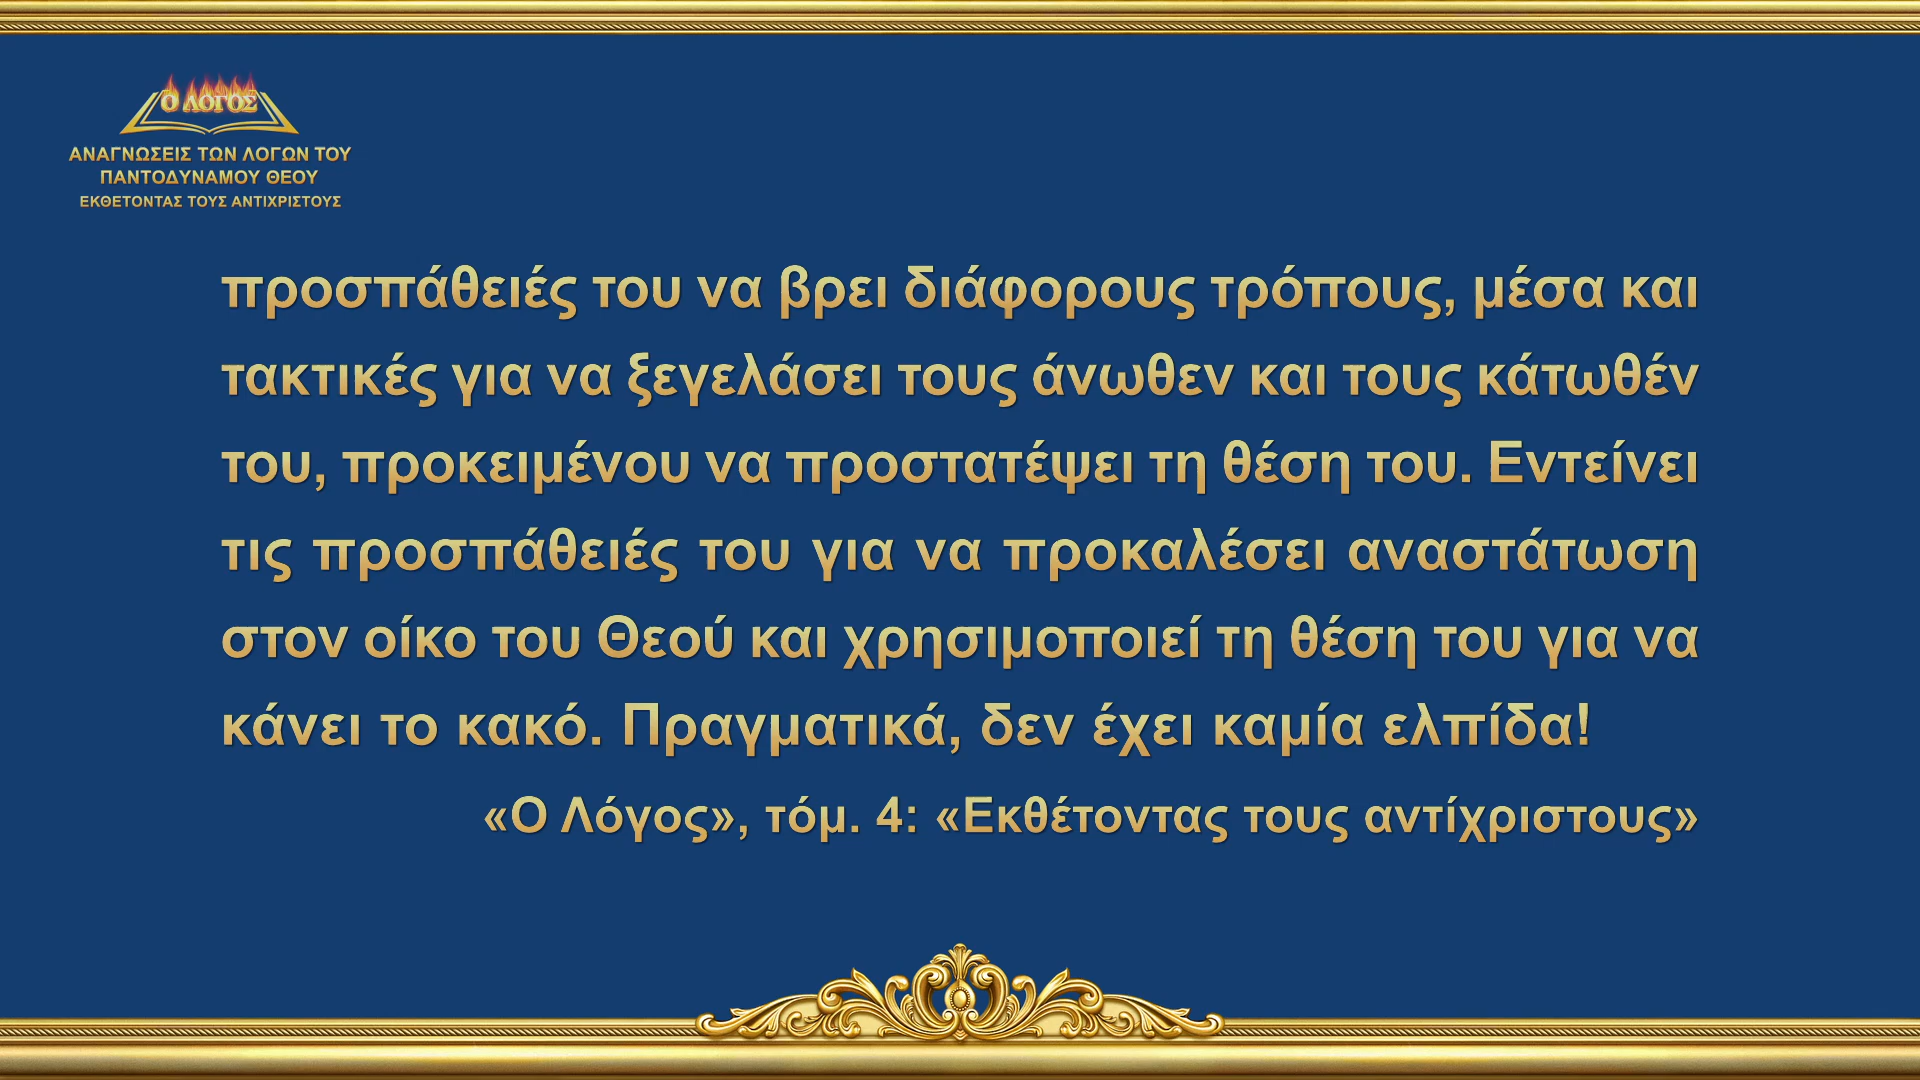 Ο ΛΟΓΟΣ
ΑΝΑΓΝΩΣΕΙΣ ΤΩΝ ΛΟΓΩΝ ΤΟΥ
ΠΑΝΤΟΔΥΝΑΜΟΥ ΘΕΟΥ
ΕΚΘΕΤΟΝΤΑΣ ΤΟΥΣ ΑΝΤΙΧΡΙΣΤΟΥΣ
προσπάθειές του να βρει διάφορους τρόπους, μέσα και
τακτικές για να ξεγελάσει τους άνωθεν και τους κάτωθέν
του, προκειμένου να προστατέψει τη θέση του. Εντείνει
τις προσπάθειές του για να προκαλέσει αναστάτωση
στον οίκο του Θεού και χρησιμοποιεί τη θέση του για να
κάνει το κακό. Πραγματικά, δεν έχει καμία ελπίδα!
«Ο Λόγος», τόμ. 4: «Εκθέτοντας τους αντίχριστους»